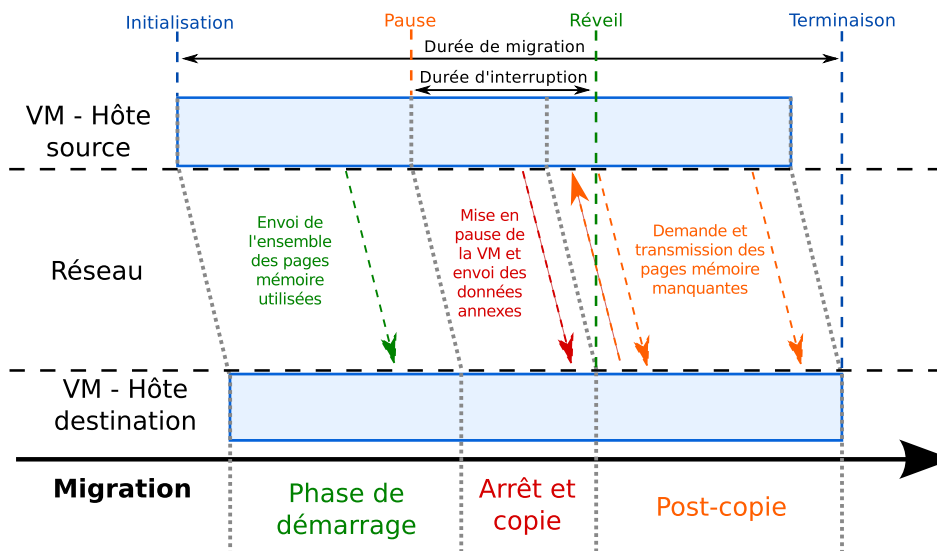 Initialisation
Pause
Réveil
Terminaison
Durée de migration
Durée d'interruption
VM - Hôte
source
Réseau
Envoi de
l'ensemble
des pages
mémoire
utilisées
Mise en
pause de
la VM et
envoi des
données
annexes
Demande et
transmission des
pages mémoire
manquantes
VM - Hôte
destination
Migration
Phase de
démarrage
Arrêt et
copie
Post-copie